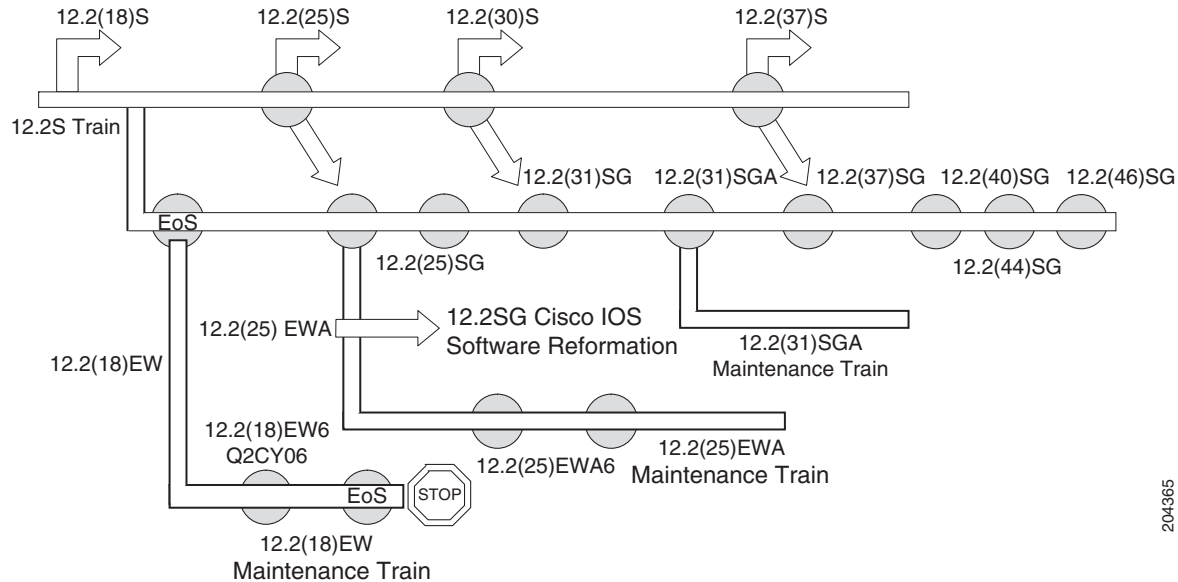 12.2(18)S
12.2(25)S
12.2(30)S
12.2(37)S
12.2S Train
12.2(31)SG
12.2(31)SGA
12.2(37)SG
12.2(40)SG
12.2(46)SG
EoS
12.2(25)SG
12.2(44)SG
12.2(25) EWA
12.2SG Cisco IOS
Software Reformation
12.2(31)SGA
Maintenance Train
12.2(18)EW
12.2(18)EW6
Q2CY06
12.2(25)EWA6
12.2(25)EWA
Maintenance Train
EoS
STOP
12.2(18)EW
Maintenance Train
204365